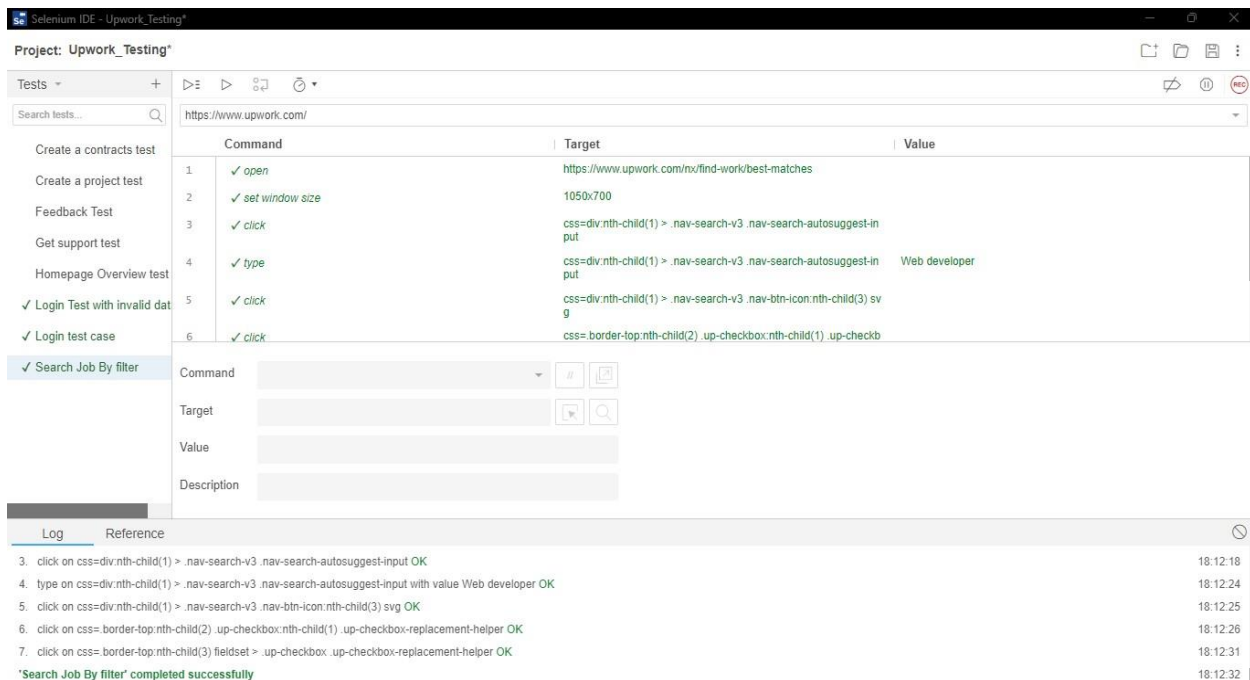 Se Selenium IDE - Upwork_Testing*
Project: Upwork_Testing*
Tests
REC
Search tests...
https://www.upwork.com/
Command Target Value
Create a contracts test
Create a project test
Feedback Test
Get support test
Homepage Overview test
✓ Login Test with invalid dat
✓ Login test case
✓ Search Job By filter
1 ✓ open https://www.upwork.com/nx/find-work/best-matches
2 ✓ set window size 1050x700
3 ✓ click css=div:nth-child(1) > .nav-search-v3 .nav-search-autosuggest-in
put
4 ✓ type css=div:nth-child(1) > .nav-search-v3 .nav-search-autosuggest-in Web developer
put
5 ✓ click css=div:nth-child(1) > .nav-search-v3 .nav-btn-icon:nth-child(3) sv
g
6 ✓ click css=.border-top:nth-child(2) .up-checkbox:nth-child(1) .up-checkb
Command //
Target
Value
Description
Log Reference
3. click on css=div:nth-child(1) > .nav-search-v3 .nav-search-autosuggest-input OK 18:12:18
4. type on css=div:nth-child(1) > .nav-search-v3 .nav-search-autosuggest-input with value Web developer OK 18:12:24
5. click on css=div:nth-child(1) > .nav-search-v3 .nav-btn-icon:nth-child(3) svg OK 18:12:25
6. click on css=.border-top:nth-child(2) .up-checkbox:nth-child(1) .up-checkbox-replacement-helper OK 18:12:26
7. click on css=.border-top:nth-child(3) fieldset > .up-checkbox .up-checkbox-replacement-helper OK 18:12:31
'Search Job By filter' completed successfully 18:12:32